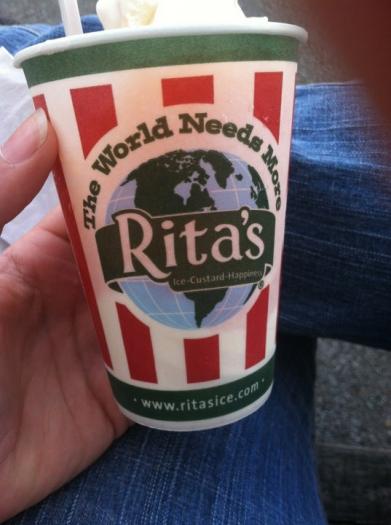 The World Needs More
Rita's
Ice-Custard-Happiness
®
· www.ritasice.com ·